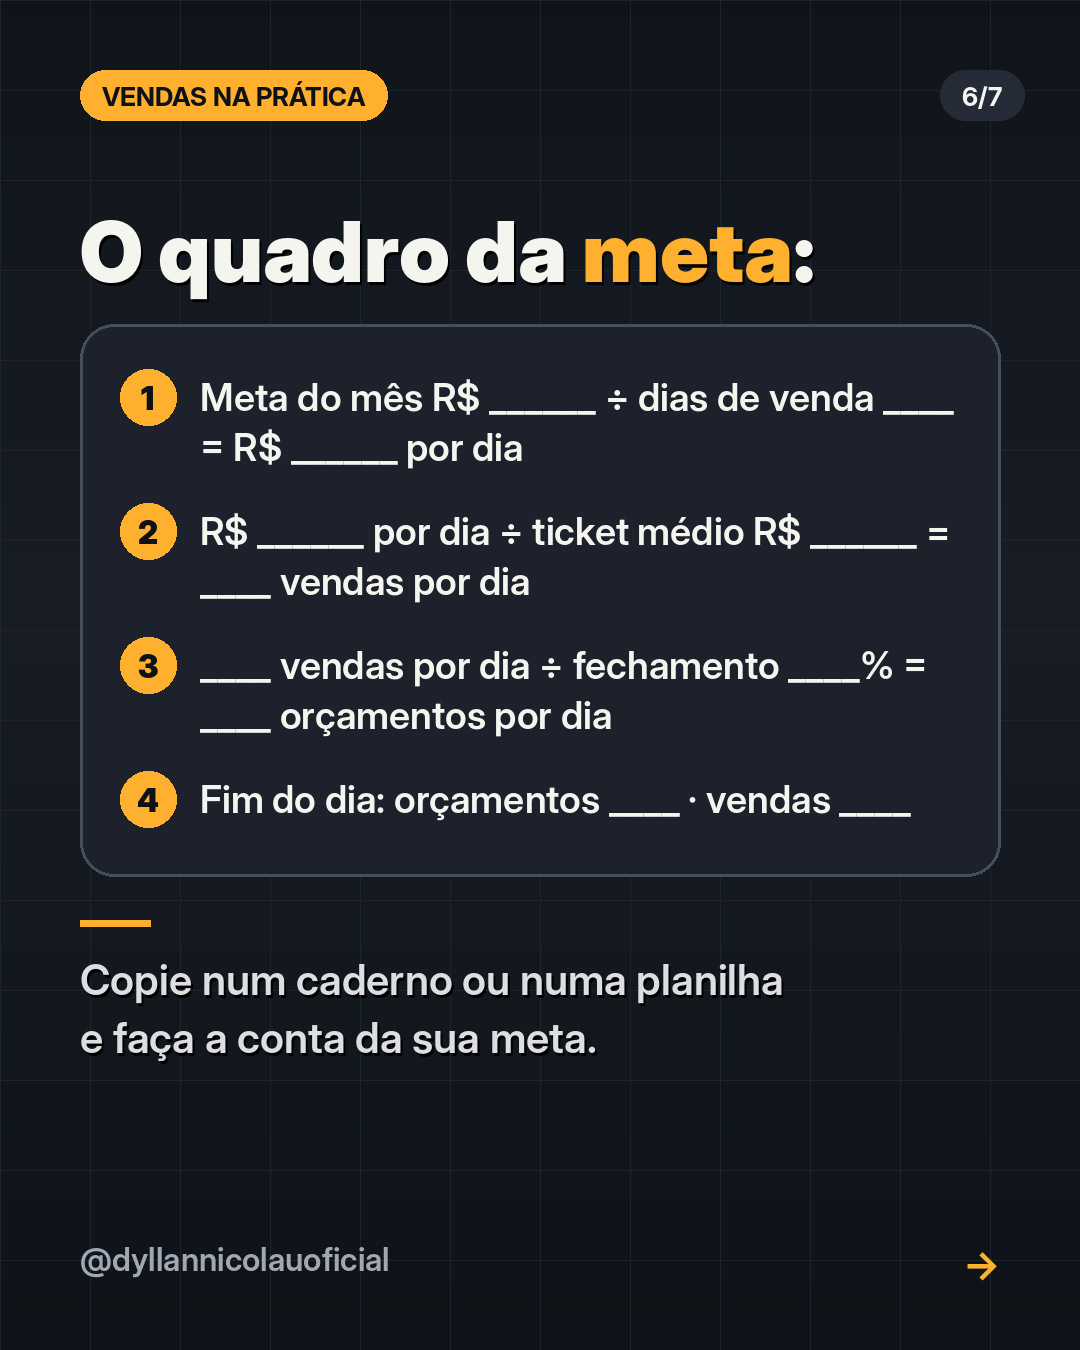 VENDAS NA PRÁTICA
6/7
O quadro da meta:
1 Meta do mês R$ ______ ÷ dias de venda ____
= R$ ______ por dia
2 R$ ______ por dia ÷ ticket médio R$ ______ =
____ vendas por dia
3 ____ vendas por dia ÷ fechamento ____% =
____ orçamentos por dia
4 Fim do dia: orçamentos ____ · vendas ____
Copie num caderno ou numa planilha
e faça a conta da sua meta.
@dyllannicolauoficial
→